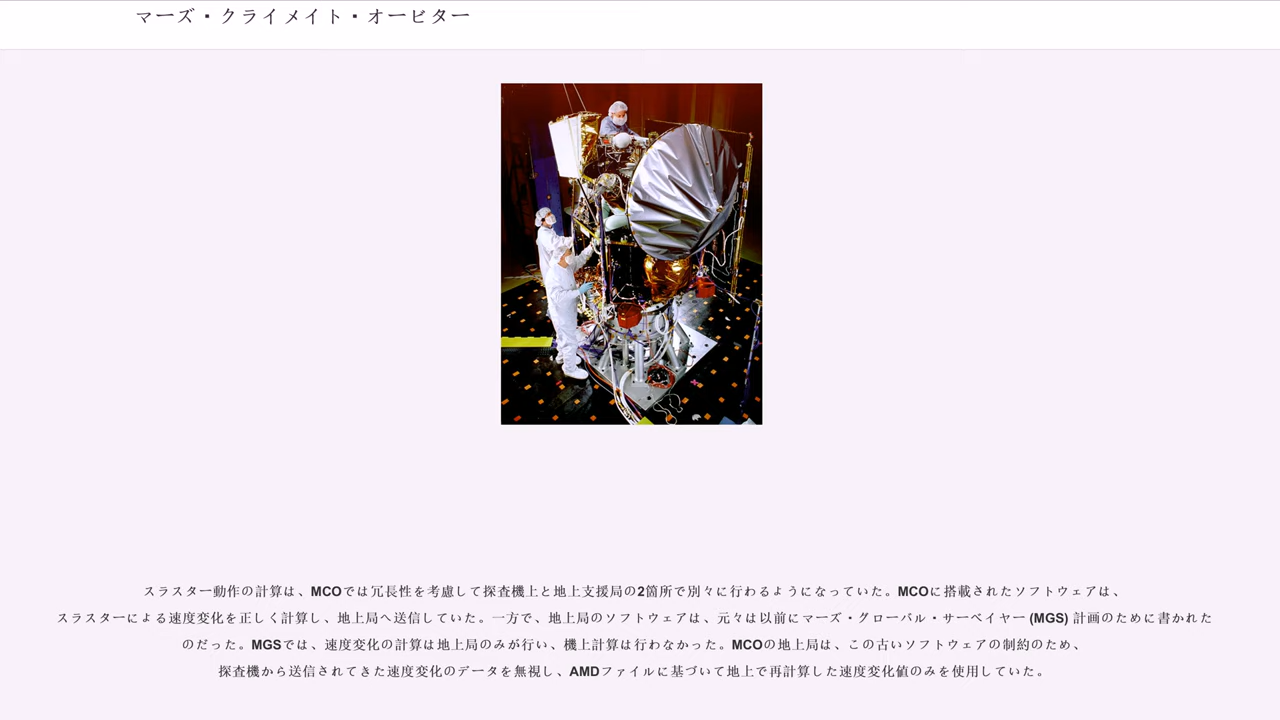 マーズ・クライメイト・オービター
スラスター動作の計算は、MCOでは冗長性を考慮して探査機上と地上支援局の2箇所で別々に行わるようになっていた。MCOに搭載されたソフトウェアは、
スラスターによる速度変化を正しく計算し、地上局へ送信していた。一方で、地上局のソフトウェアは、元々は以前にマーズ・グローバル・サーベイヤー (MGS) 計画のために書かれた
のだった。MGSでは、速度変化の計算は地上局のみが行い、機上計算は行わなかった。MCOの地上局は、この古いソフトウェアの制約のため、
探査機から送信されてきた速度変化のデータを無視し、AMDファイルに基づいて地上で再計算した速度変化値のみを使用していた。